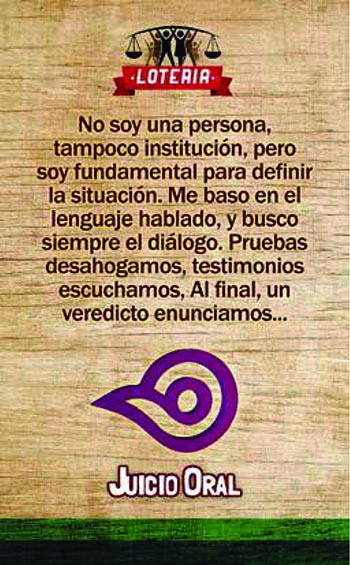 ·LOTERIA·
No soy una persona,
tampoco institución, pero
soy fundamental para definir
la situación. Me baso en el
lenguaje hablado, y busco
siempre el diálogo. Pruebas
desahogamos, testimonios
escuchamos, Al final, un
veredicto enunciamos...
JUICIO ORAL